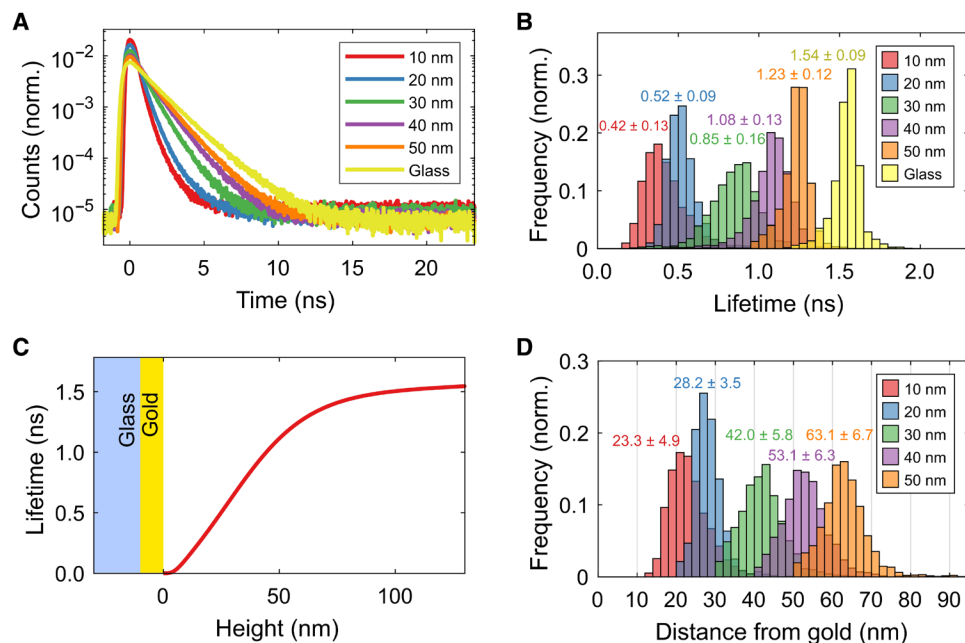 A
Counts (norm.)
10⁻²
10⁻³
10⁻⁴
10⁻⁵
0
5
10
15
20
Time (ns)
10 nm
20 nm
30 nm
40 nm
50 nm
Glass
B
Frequency (norm.)
0.3
0.2
0.1
0
0.0
0.5
1.0
1.5
2.0
Lifetime (ns)
0.42 ± 0.13
0.52 ± 0.09
0.85 ± 0.16
1.08 ± 0.13
1.23 ± 0.12
1.54 ± 0.09
10 nm
20 nm
30 nm
40 nm
50 nm
Glass
C
Lifetime (ns)
1.5
1.0
0.5
0.0
0
50
100
Height (nm)
Glass
Gold
D
Frequency (norm.)
0.3
0.2
0.1
0
0
10
20
30
40
50
60
70
80
90
Distance from gold (nm)
23.3 ± 4.9
28.2 ± 3.5
42.0 ± 5.8
53.1 ± 6.3
63.1 ± 6.7
10 nm
20 nm
30 nm
40 nm
50 nm